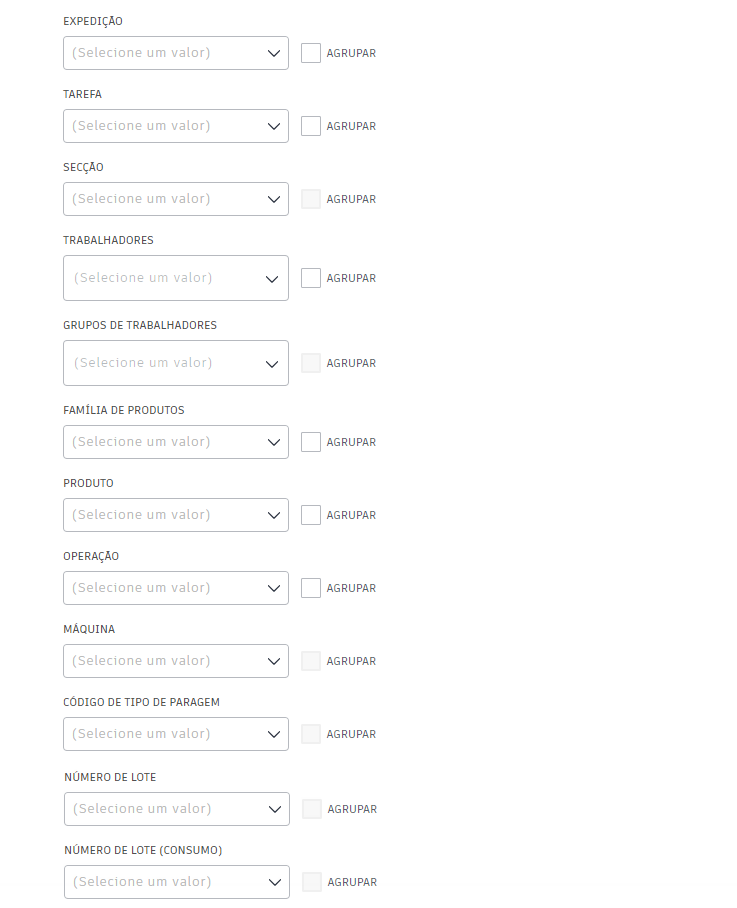 EXPEDIÇÃO
(Selecione um valor) AGRUPAR
TAREFA
(Selecione um valor) AGRUPAR
SECÇÃO
(Selecione um valor) AGRUPAR
TRABALHADORES
(Selecione um valor) AGRUPAR
GRUPOS DE TRABALHADORES
(Selecione um valor) AGRUPAR
FAMÍLIA DE PRODUTOS
(Selecione um valor) AGRUPAR
PRODUTO
(Selecione um valor) AGRUPAR
OPERAÇÃO
(Selecione um valor) AGRUPAR
MÁQUINA
(Selecione um valor) AGRUPAR
CÓDIGO DE TIPO DE PARAGEM
(Selecione um valor) AGRUPAR
NÚMERO DE LOTE
(Selecione um valor) AGRUPAR
NÚMERO DE LOTE (CONSUMO)
(Selecione um valor) AGRUPAR